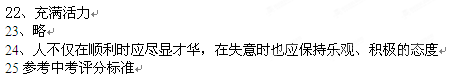 22、充满活力
23、略
24、人不仅在顺利时应尽显才华，在失意时也应保持乐观、积极的态度
25 参考中考评分标准